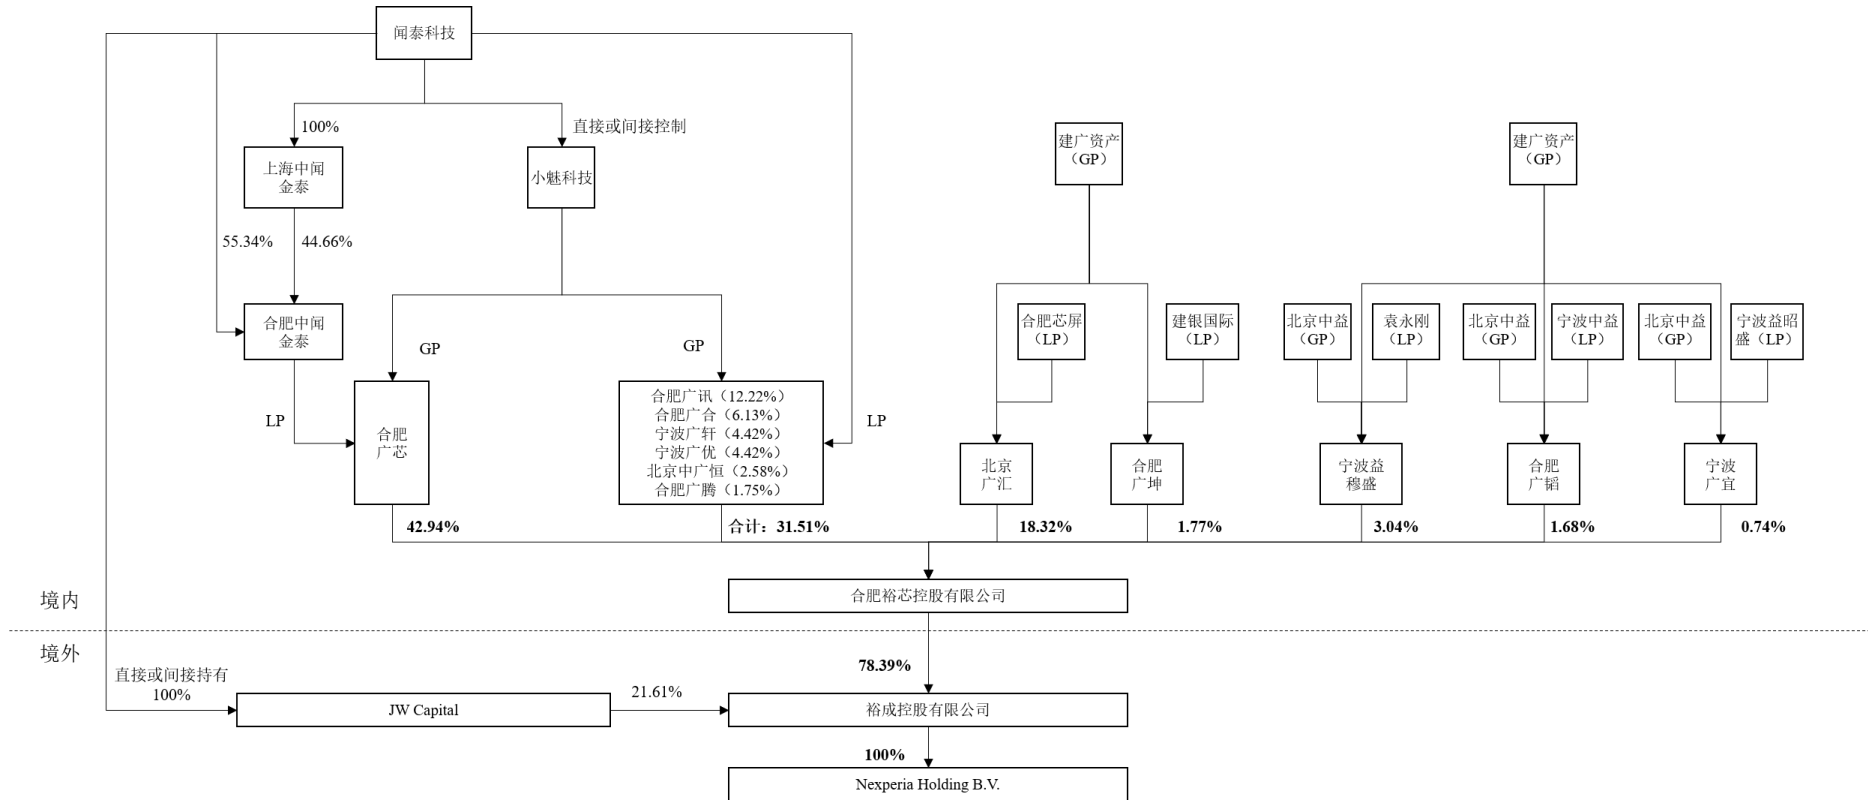 闻泰科技
100%
直接或间接控制
上海中闻
金泰
小魅科技
建广资产
（GP）
建广资产
（GP）
55.34%
44.66%
合肥中闻
金泰
GP
GP
合肥芯屏
（LP）
建银国际
（LP）
北京中益
（GP）
袁永刚
（LP）
北京中益
（GP）
宁波中益
（LP）
北京中益
（GP）
宁波益昭
盛（LP）
LP
合肥
广芯
合肥广讯（12.22%）
合肥广合（6.13%）
宁波广轩（4.42%）
宁波广优（4.42%）
北京中广恒（2.58%）
合肥广腾（1.75%）
LP
北京
广汇
合肥
广坤
宁波益
穆盛
合肥
广韬
宁波
广宜
42.94%
合计：31.51%
18.32%
1.77%
3.04%
1.68%
0.74%
合肥裕芯控股有限公司
境内
境外
78.39%
直接或间接持有
100%
JW Capital
21.61%
裕成控股有限公司
100%
Nexperia Holding B.V.